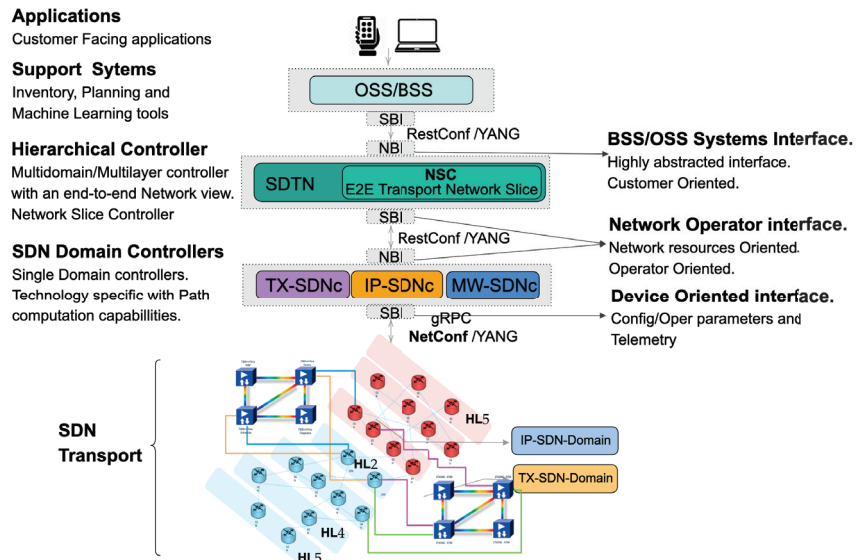 Applications
Customer Facing applications
Support Sytems
Inventory, Planning and
Machine Learning tools
OSS/BSS
SBI
RestConf /YANG
NBI
Hierarchical Controller
Multidomain/Multilayer controller
with an end-to-end Network view.
Network Slice Controller
SDTN
NSC
E2E Transport Network Slice
BSS/OSS Systems Interface.
Highly abstracted interface.
Customer Oriented.
SBI
RestConf /YANG
NBI
Network Operator interface.
Network resources Oriented.
Operator Oriented.
SDN Domain Controllers
Single Domain controllers.
Technology specific with Path
computation capabillities.
TX-SDNc
IP-SDNc
MW-SDNc
SBI
gRPC
NetConf /YANG
Device Oriented interface.
Config/Oper parameters and
Telemetry
SDN
Transport
HL5
IP-SDN-Domain
HL2
TX-SDN-Domain
HL4
HL5